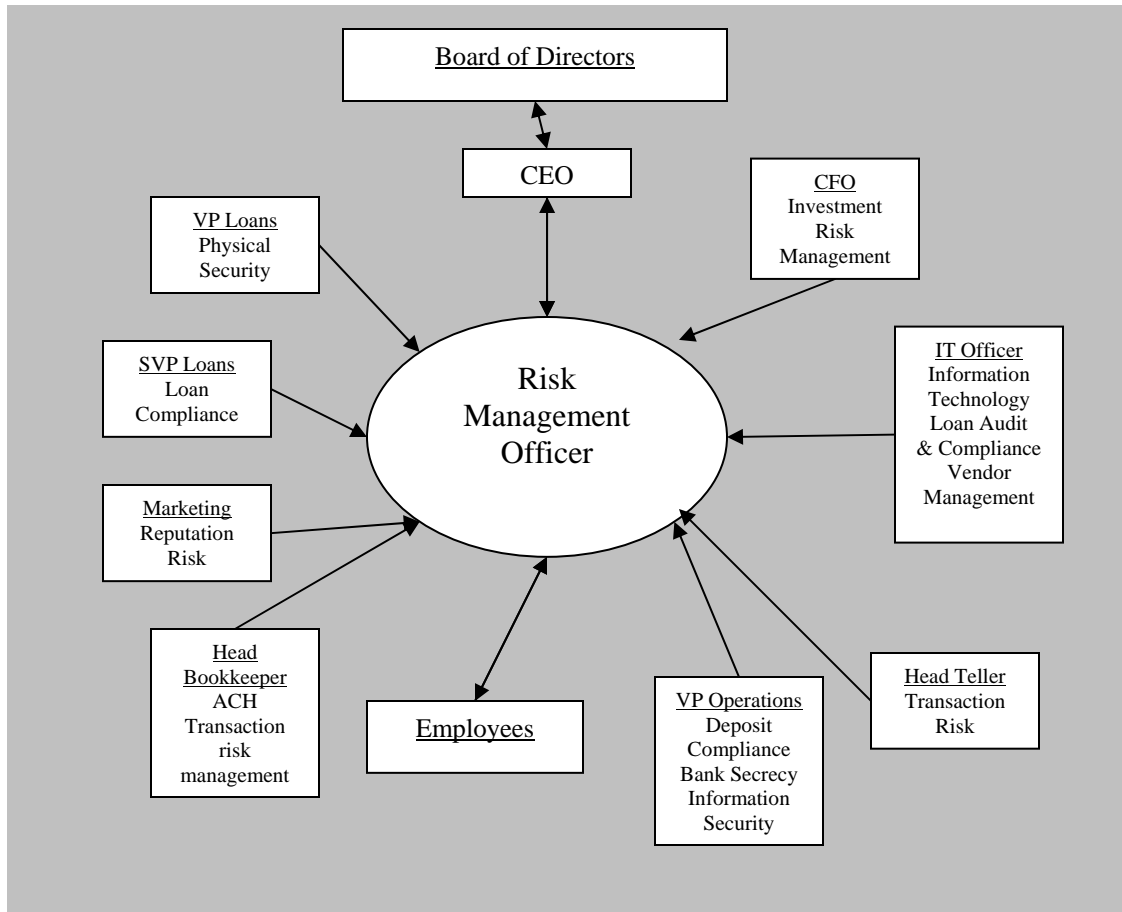 Board of Directors
CEO
CFO
Investment
Risk
Management
VP Loans
Physical
Security
Risk
Management
Officer
SVP Loans
Loan
Compliance
IT Officer
Information
Technology
Loan Audit
& Compliance
Vendor
Management
Marketing
Reputation
Risk
Head
Bookkeeper
ACH
Transaction
risk
management
Employees
VP Operations
Deposit
Compliance
Bank Secrecy
Information
Security
Head Teller
Transaction
Risk